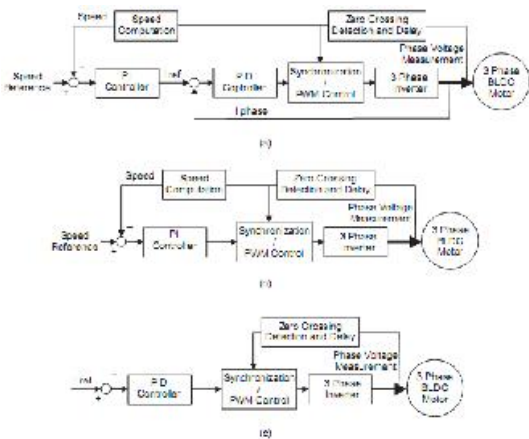 Speed
Speed
Computation
Zero Crossing
Detection and Delay
Phase Voltage
Measurement
Speed
Reference
PI
Controller
ref
PID
Controller
Synchronization
/
PWM Control
3 Phase
Inverter
3 Phase
BLDC
Motor
I phase
(a)
Speed
Speed
Computation
Zero Crossing
Detection and Delay
Phase Voltage
Measurement
Speed
Reference
PI
Controller
Synchronization
/
PWM Control
3 Phase
Inverter
3 Phase
BLDC
Motor
Zero Crossing
Detection and Delay
Phase Voltage
Measurement
ref
PID
Controller
Synchronization
/
PWM Control
3 Phase
Inverter
3 Phase
BLDC
Motor